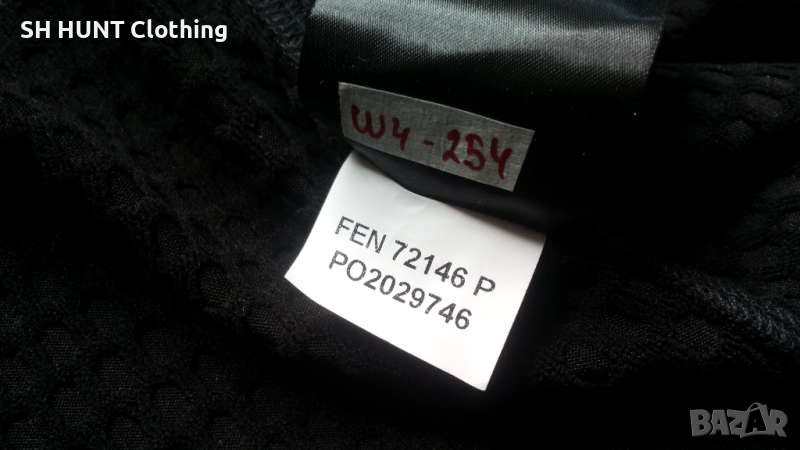 SH HUNT Clothing
W4-254
FEN 72146 P
PO2029746
BAZAR